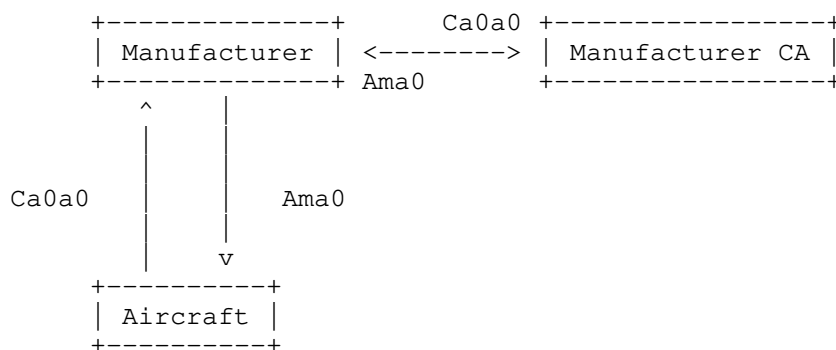 Ca0a0
Manufacturer <--------> Manufacturer CA
Ama0
Ca0a0 Ama0
Aircraft